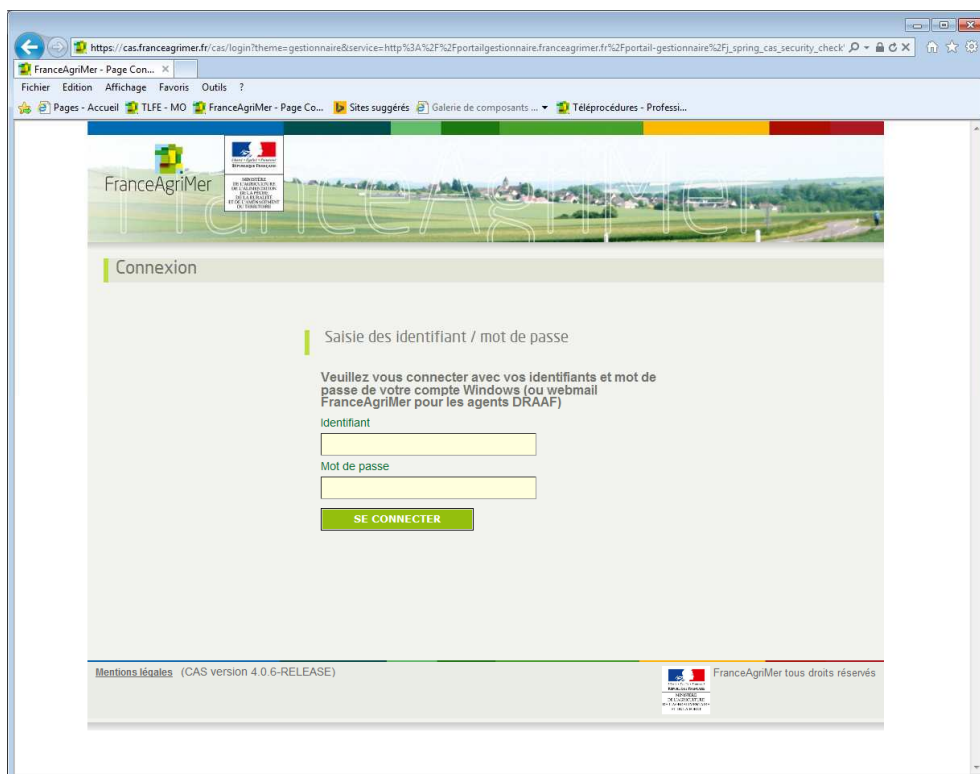 https://cas.franceagrimer.fr/cas/login?theme=gestionnaire&service=http%3A%2F%2Fportailgestionnaire.franceagrimer.fr%2Fportail-gestionnaire%2Fj_spring_cas_security_check'
FranceAgriMer - Page Con...
Fichier Edition Affichage Favoris Outils ?
Pages - Accueil TLFE - MO FranceAgriMer - Page Co... Sites suggérés Galerie de composants ... Téléprocédures - Professi...
FranceAgriMer
FranceAgriMer
Connexion
Saisie des identifiant / mot de passe
Veuillez vous connecter avec vos identifiants et mot de
passe de votre compte Windows (ou webmail
FranceAgriMer pour les agents DRAAF)
Identifiant
Mot de passe
SE CONNECTER
Mentions légales (CAS version 4.0.6-RELEASE)
FranceAgriMer tous droits réservés